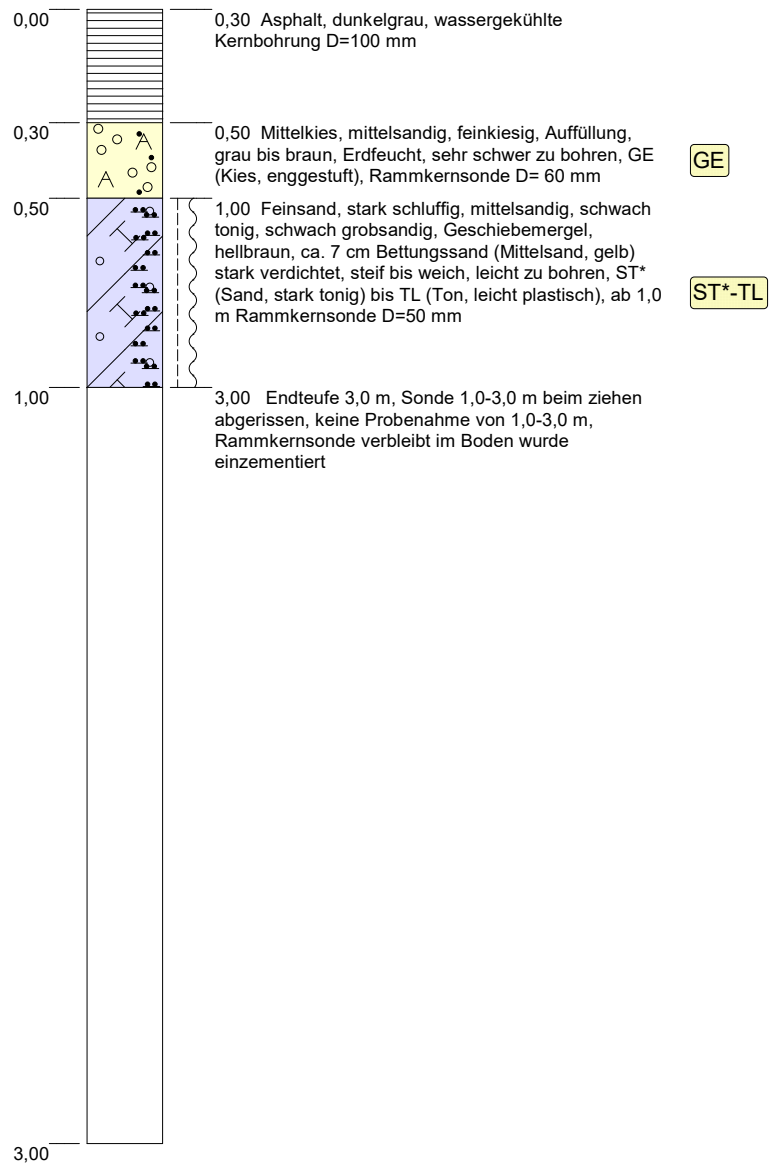 0,00
0,30 Asphalt, dunkelgrau, wassergekühlte
Kernbohrung D=100 mm
0,30
0,50 Mittelkies, mittelsandig, feinkiesig, Auffüllung,
grau bis braun, Erdfeucht, sehr schwer zu bohren, GE
(Kies, enggestuft), Rammkernsonde D= 60 mm
GE
0,50
1,00 Feinsand, stark schluffig, mittelsandig, schwach
tonig, schwach grobsandig, Geschiebemergel,
hellbraun, ca. 7 cm Bettungssand (Mittelsand, gelb)
stark verdichtet, steif bis weich, leicht zu bohren, ST*
(Sand, stark tonig) bis TL (Ton, leicht plastisch), ab 1,0
m Rammkernsonde D=50 mm
ST*-TL
1,00
3,00 Endteufe 3,0 m, Sonde 1,0-3,0 m beim ziehen
abgerissen, keine Probenahme von 1,0-3,0 m,
Rammkernsonde verbleibt im Boden wurde
einzementiert
3,00